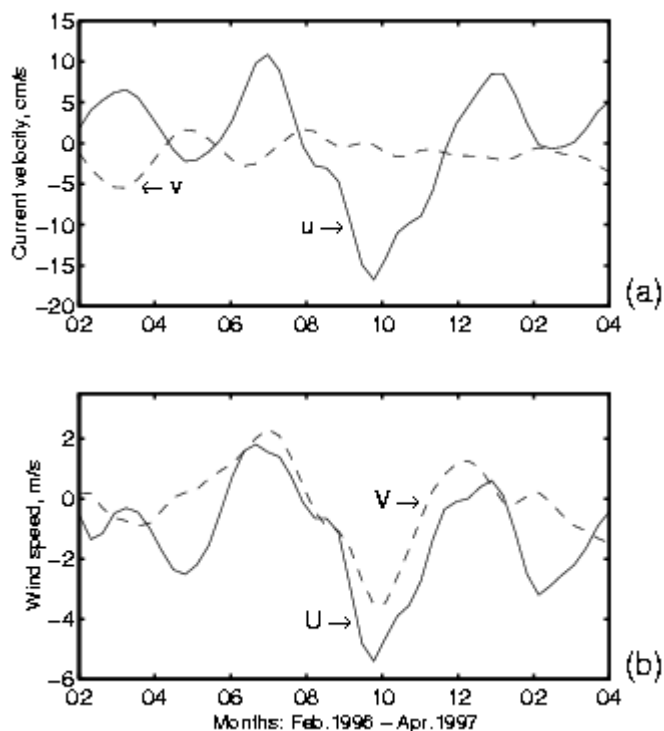 15
10
5
0
−5
−10
−15
−20
Current velocity, cm/s
← v
u →
02 04 06 08 10 12 02 04
(a)
2
0
−2
−4
−6
Wind speed, m/s
V →
U →
02 04 06 08 10 12 02 04
(b)
Months: Feb.1996 − Apr.1997